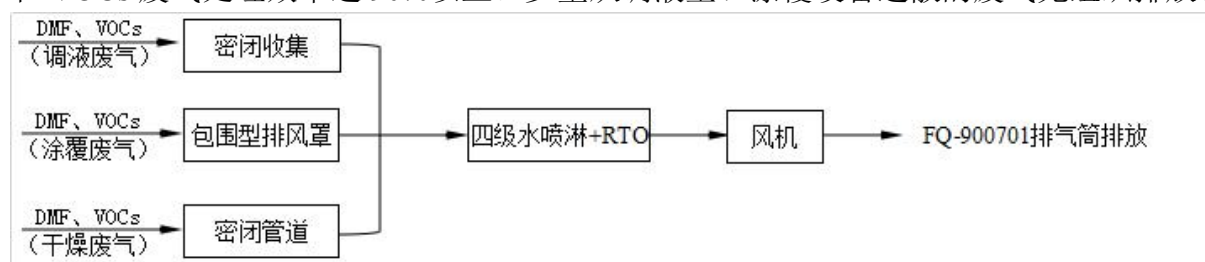 DMF、VOCs
（调液废气）
密闭收集
DMF、VOCs
（涂覆废气）
包围型排风罩
四级水喷淋+RTO
风机
FQ-900701排气筒排放
DMF、VOCs
（干燥废气）
密闭管道